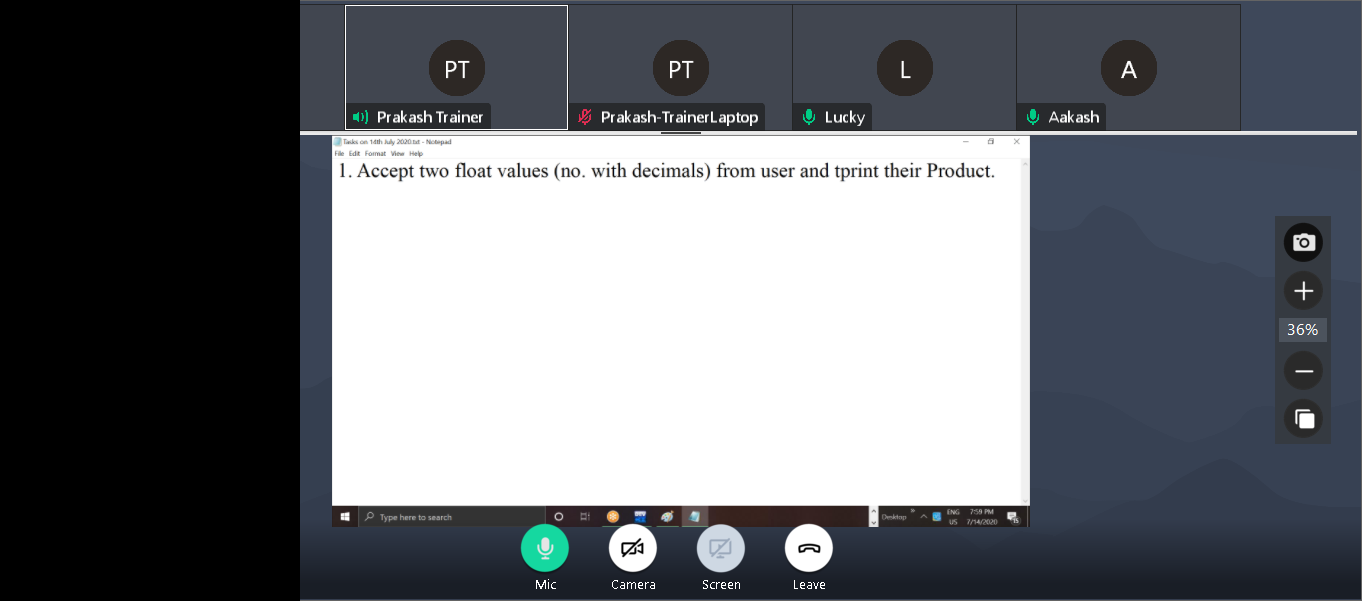 PT
PT
L
A
Prakash Trainer
Prakash-TrainerLaptop
Lucky
Aakash
Tasks on 14th July 2020.txt - Notepad
File Edit Format View Help
1. Accept two float values (no. with decimals) from user and tprint their Product.
36%
Type here to search
Desktop
ENG
US
7:59 PM
7/14/2020
15
Mic
Camera
Screen
Leave